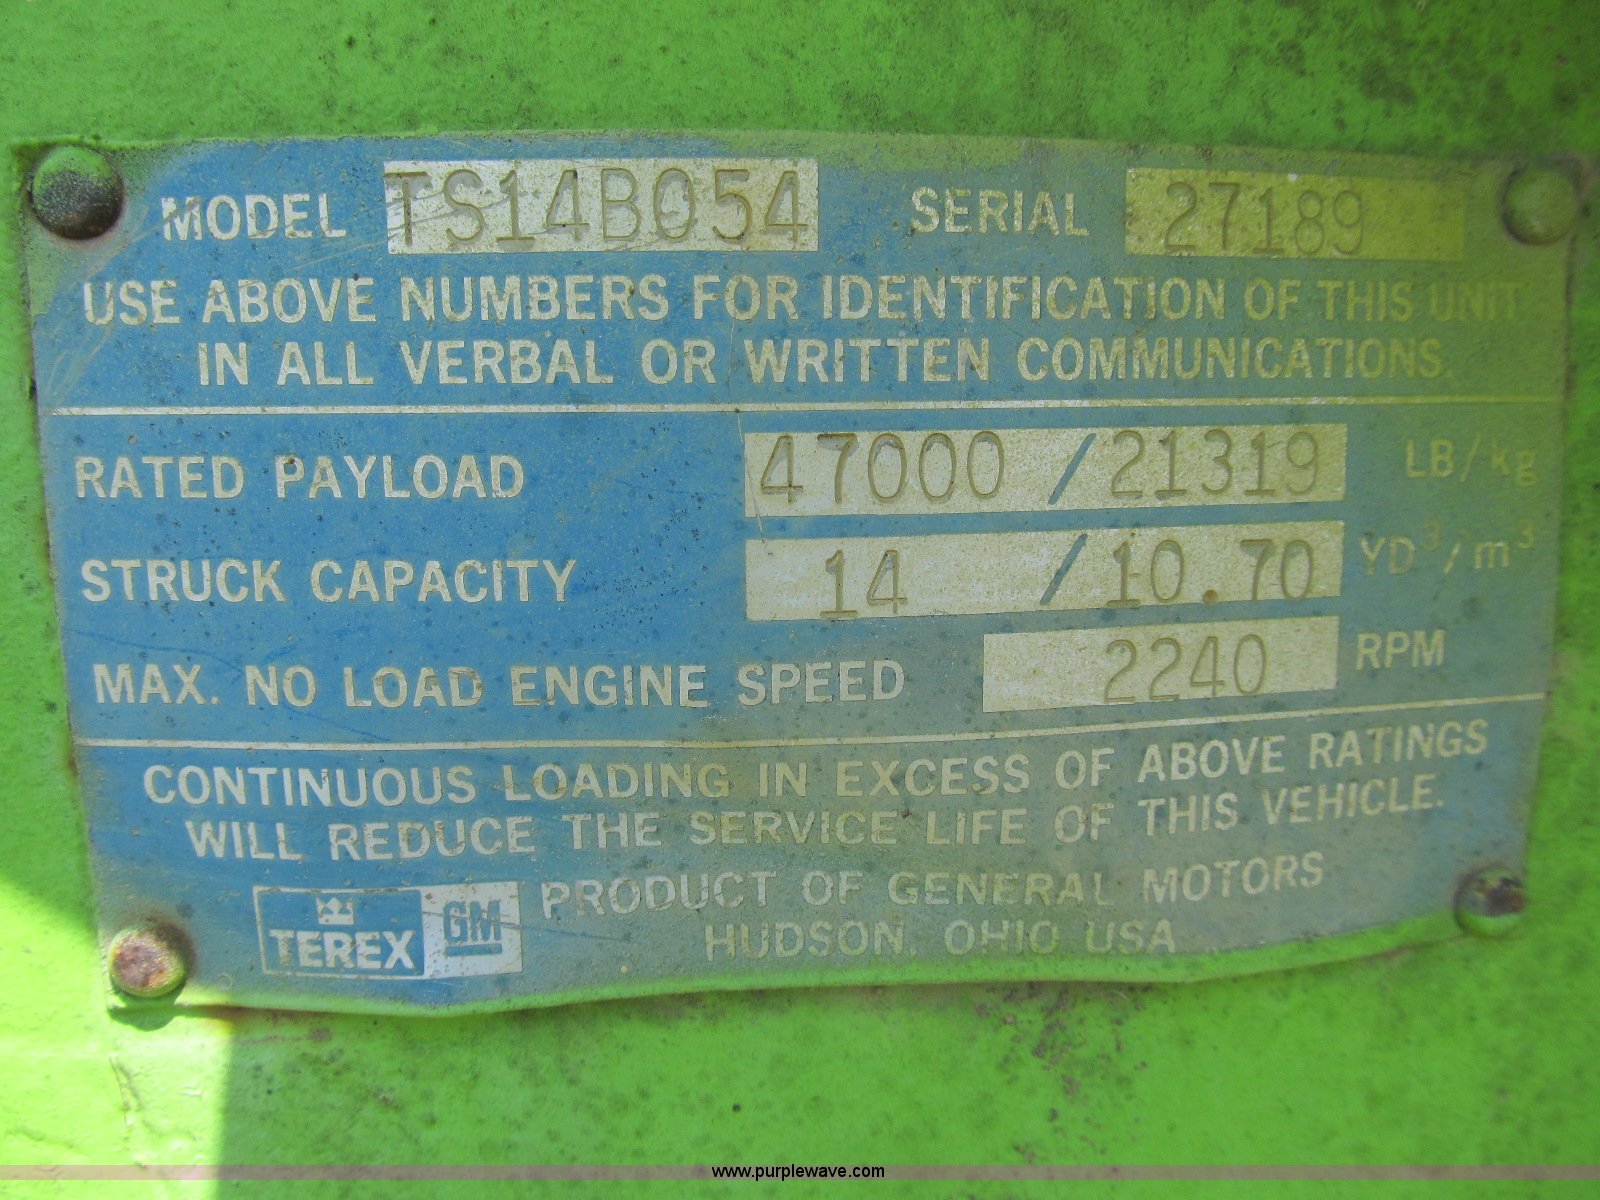 MODEL TS14B054 SERIAL 27189
USE ABOVE NUMBERS FOR IDENTIFICATION OF THIS UNIT
IN ALL VERBAL OR WRITTEN COMMUNICATIONS.
RATED PAYLOAD 47000 / 21319 LB/kg
STRUCK CAPACITY 14 / 10.70 YD³/m³
MAX. NO LOAD ENGINE SPEED 2240 RPM
CONTINUOUS LOADING IN EXCESS OF ABOVE RATINGS
WILL REDUCE THE SERVICE LIFE OF THIS VEHICLE.
TEREX GM PRODUCT OF GENERAL MOTORS
HUDSON, OHIO USA
www.purplewave.com